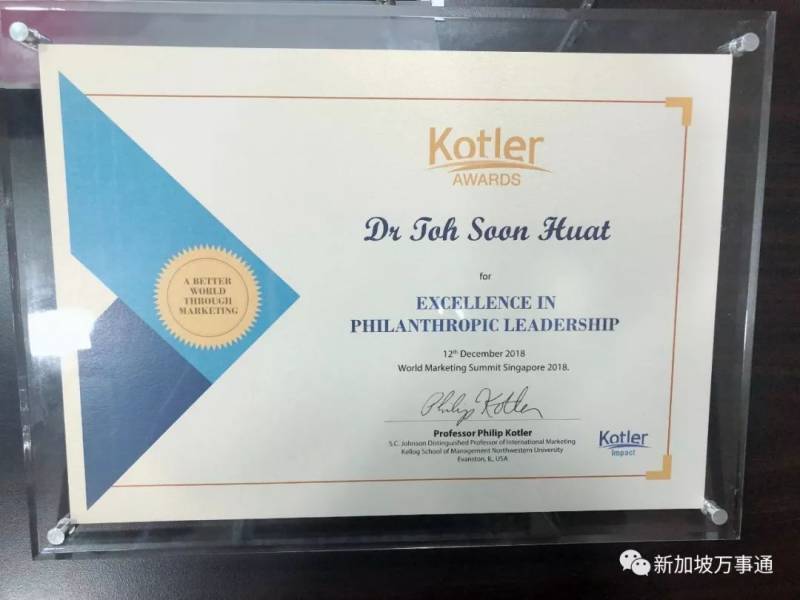 Kotler
AWARDS
Dr Toh Soon Huat
for
EXCELLENCE IN
PHILANTHROPIC LEADERSHIP
12th December 2018
World Marketing Summit Singapore 2018.
Philip Kotler
Professor Philip Kotler
S.C. Johnson Distinguished Professor of International Marketing
Kellog School of Management Northwestern University
Evanston, IL, USA
Kotler
Impact
A BETTER
WORLD
THROUGH
MARKETING
新加坡万事通